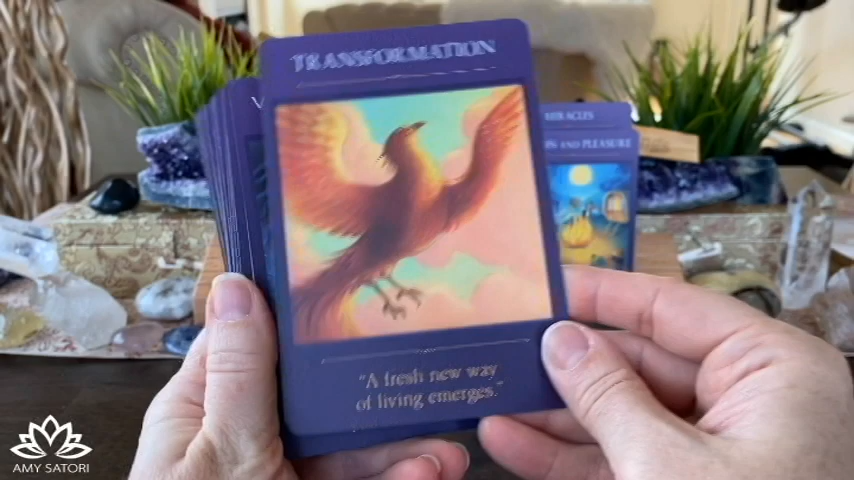 TRANSFORMATION
MIRACLES
AND PLEASURE
"A fresh new way
of living emerges."
AMY SATORI